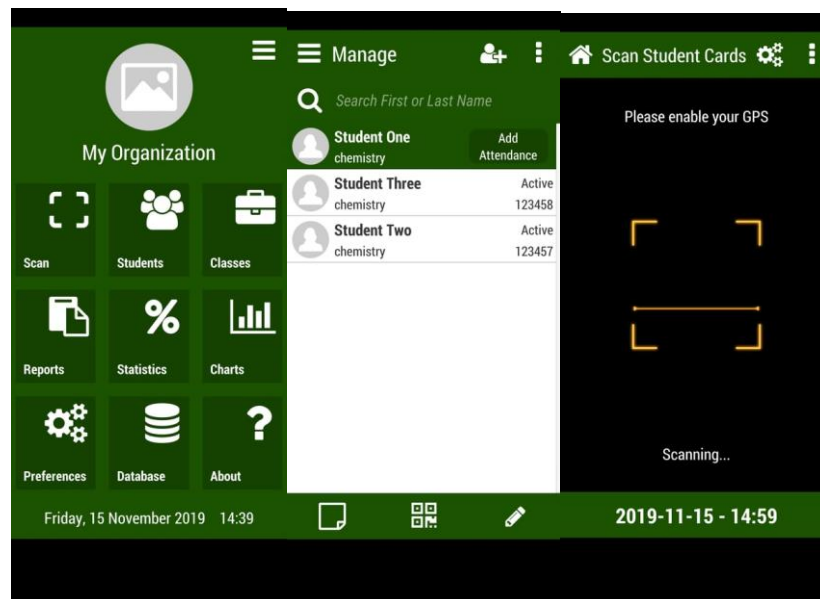 My Organization
Scan
Students
Classes
Reports
Statistics
Charts
Preferences
Database
About
Friday, 15 November 2019 14:39
Manage
Search First or Last Name
Student One
chemistry
Add
Attendance
Student Three
Active
chemistry
123458
Student Two
Active
chemistry
123457
Scan Student Cards
Please enable your GPS
Scanning...
2019-11-15 - 14:59